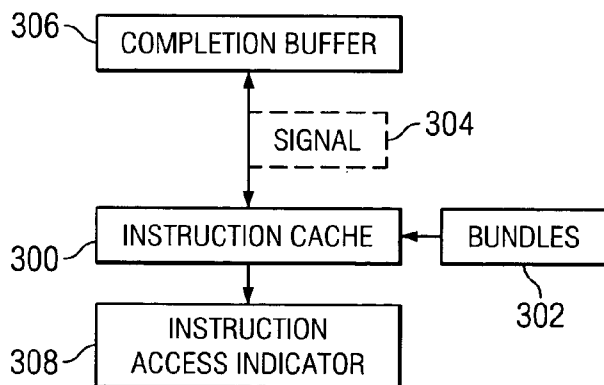 306
COMPLETION BUFFER
SIGNAL
304
300
INSTRUCTION CACHE
BUNDLES
302
308
INSTRUCTION
ACCESS INDICATOR